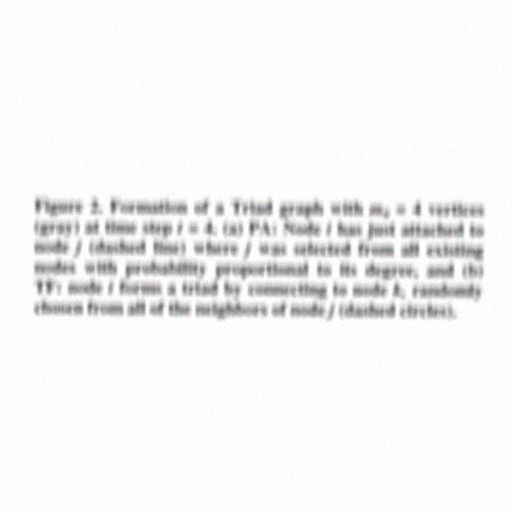 Figure 2. Formation of a Triad graph with m₀ = 4 vertices
(gray) at time step t = 4. (a) PA: Node i has just attached to
node j (dashed line) where j was selected from all existing
nodes with probability proportional to its degree, and (b)
TF: node i forms a triad by connecting to node k, randomly
chosen from all of the neighbors of node j (dashed circles).